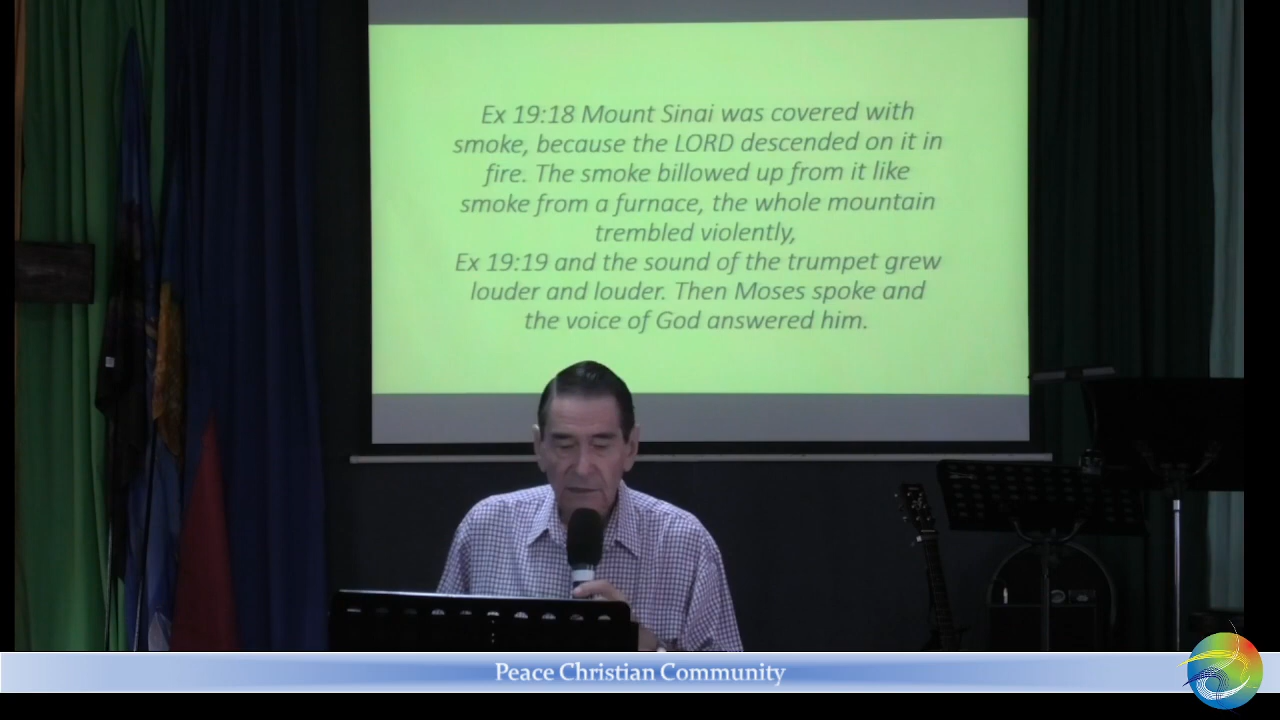 Ex 19:18 Mount Sinai was covered with
smoke, because the LORD descended on it in
fire. The smoke billowed up from it like
smoke from a furnace, the whole mountain
trembled violently,
Ex 19:19 and the sound of the trumpet grew
louder and louder. Then Moses spoke and
the voice of God answered him.
Peace Christian Community